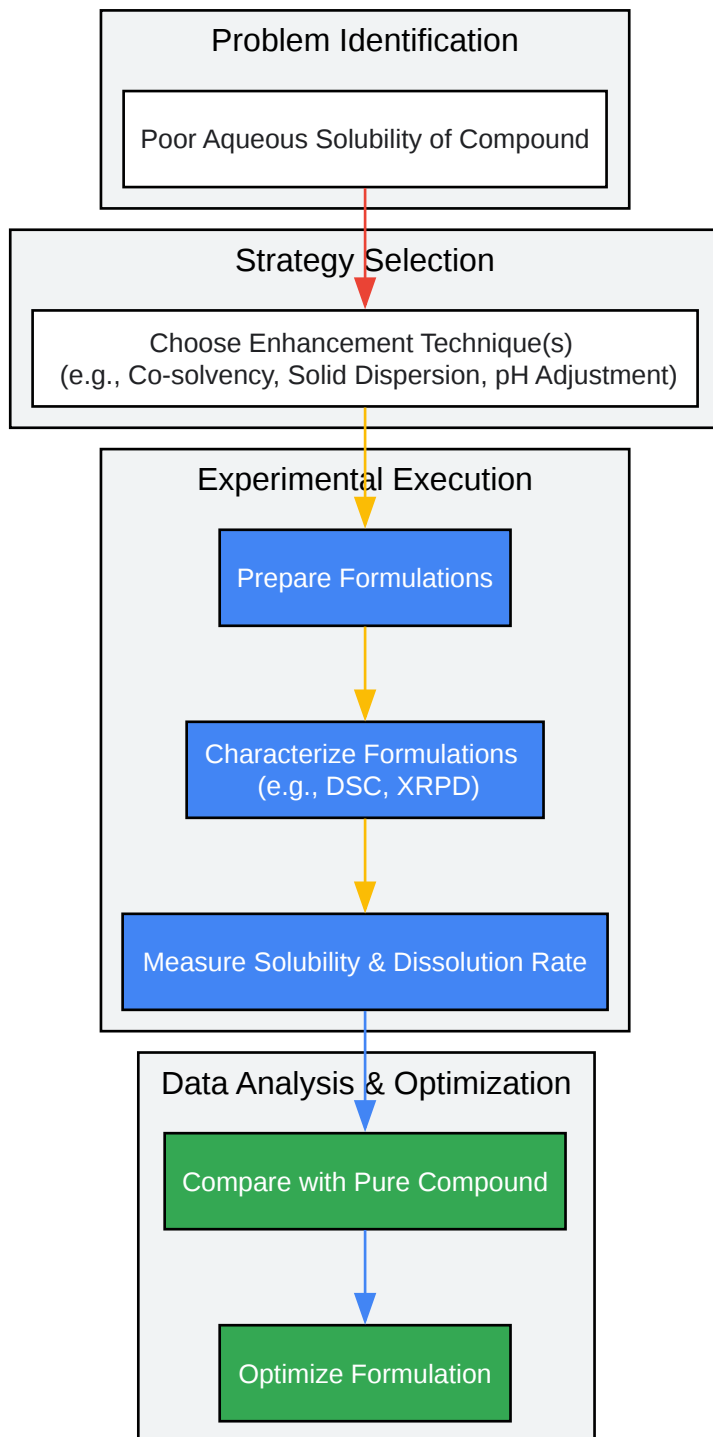 Problem Identification
Poor Aqueous Solubility of Compound
Strategy Selection
Choose Enhancement Technique(s)
(e.g., Co-solvency, Solid Dispersion, pH Adjustment)
Experimental Execution
Prepare Formulations
Characterize Formulations
(e.g., DSC, XRPD)
Measure Solubility & Dissolution Rate
Data Analysis & Optimization
Compare with Pure Compound
Optimize Formulation